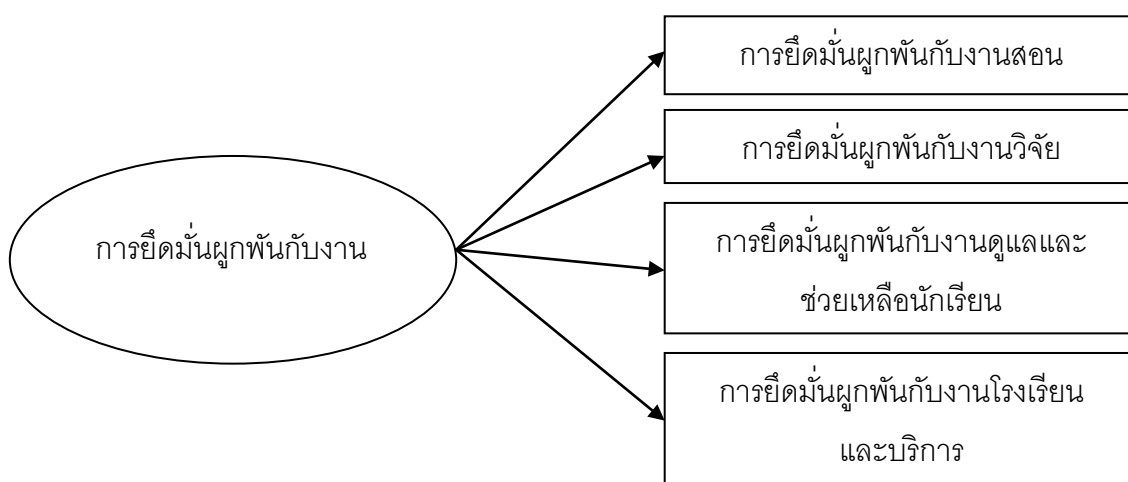 การยึดมั่นผูกพันกับงาน
การยึดมั่นผูกพันกับงานสอน
การยึดมั่นผูกพันกับงานวิจัย
การยึดมั่นผูกพันกับงานดูแลและ
ช่วยเหลือนักเรียน
การยึดมั่นผูกพันกับงานโรงเรียน
และบริการ